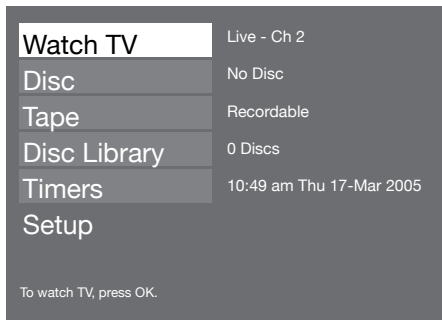 Watch TV Live - Ch 2
Disc No Disc
Tape Recordable
Disc Library 0 Discs
Timers 10:49 am Thu 17-Mar 2005
Setup
To watch TV, press OK.